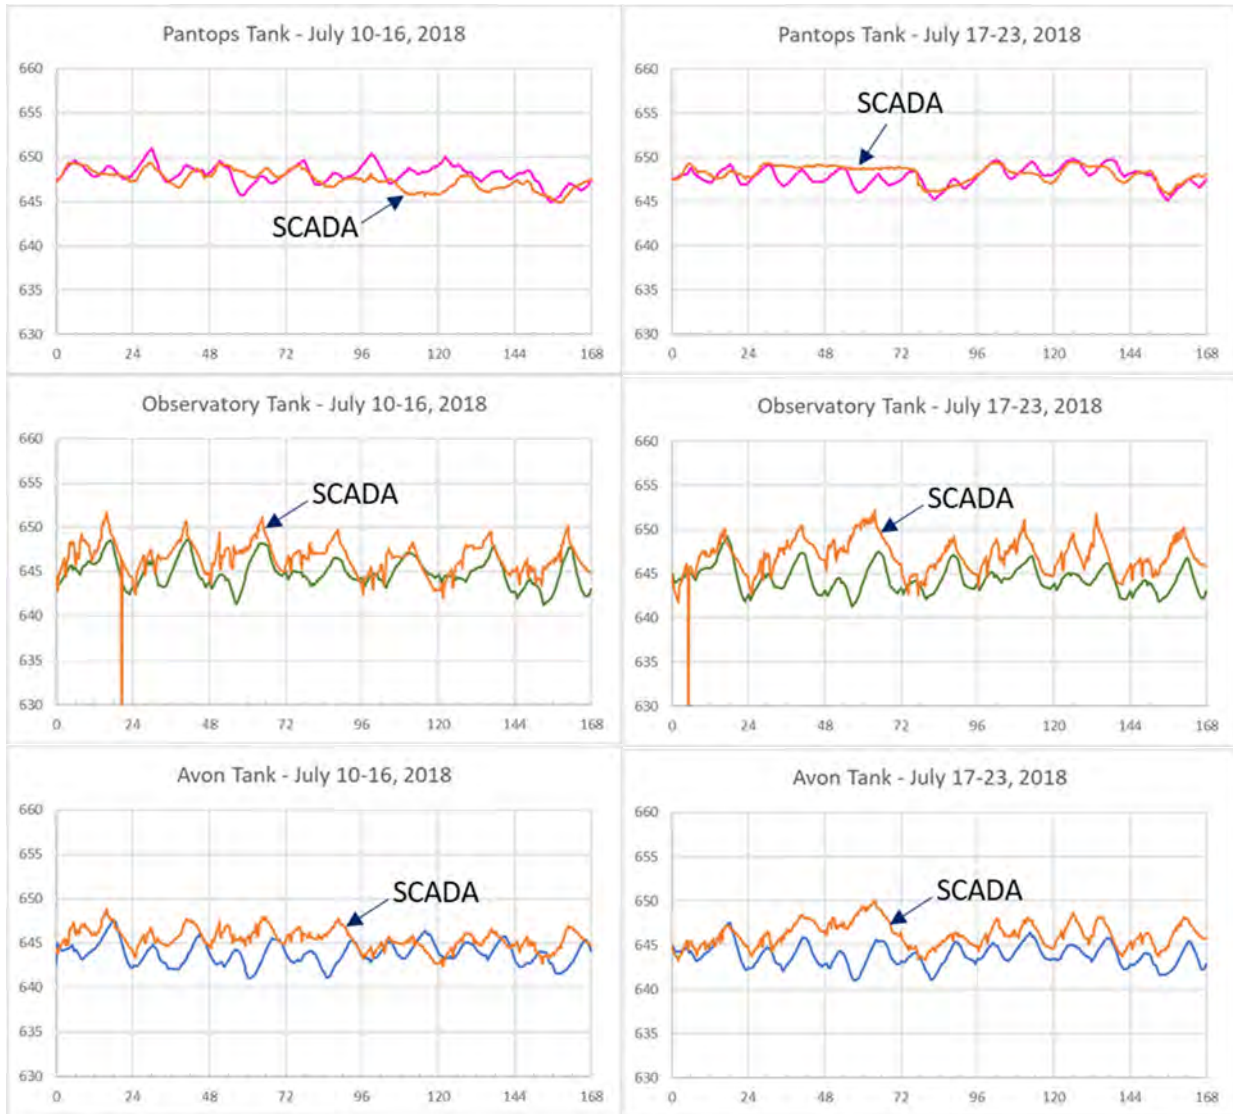 Pantops Tank - July 10-16, 2018
660
655
650
645
640
635
630
SCADA
0 24 48 72 96 120 144 168
Pantops Tank - July 17-23, 2018
660
655
650
645
640
635
630
SCADA
0 24 48 72 96 120 144 168
Observatory Tank - July 10-16, 2018
660
655
650
645
640
635
630
SCADA
0 24 48 72 96 120 144 168
Observatory Tank - July 17-23, 2018
660
655
650
645
640
635
630
SCADA
0 24 48 72 96 120 144 168
Avon Tank - July 10-16, 2018
660
655
650
645
640
635
630
SCADA
0 24 48 72 96 120 144 168
Avon Tank - July 17-23, 2018
660
655
650
645
640
635
630
SCADA
0 24 48 72 96 120 144 168